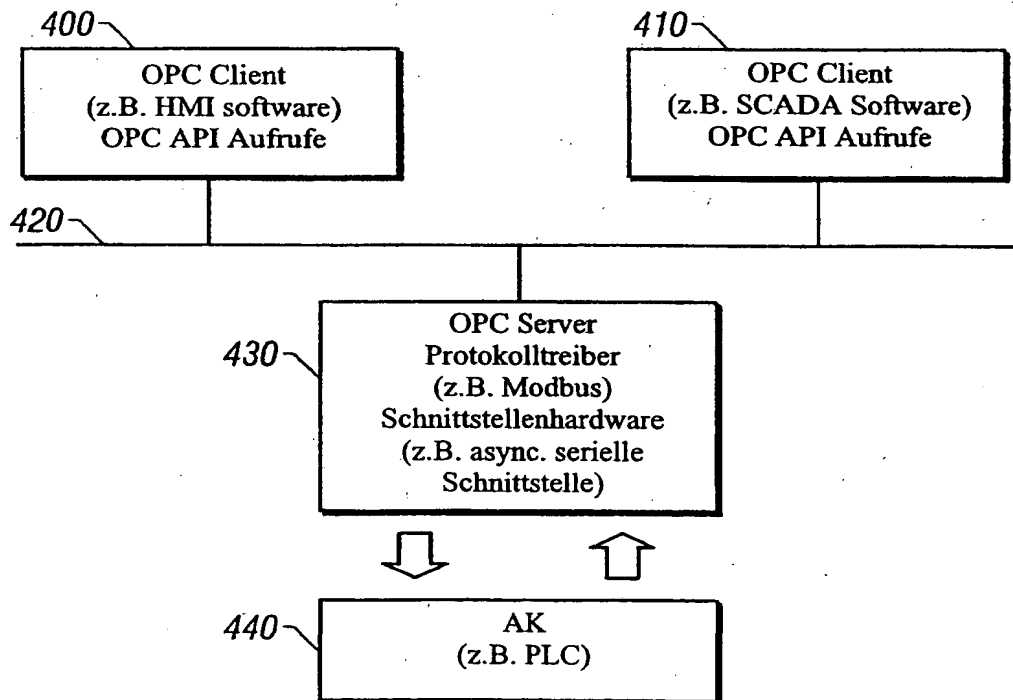 400
OPC Client
(z.B. HMI software)
OPC API Aufrufe
410
OPC Client
(z.B. SCADA Software)
OPC API Aufrufe
420
430
OPC Server
Protokolltreiber
(z.B. Modbus)
Schnittstellenhardware
(z.B. async. serielle
Schnittstelle)
440
AK
(z.B. PLC)